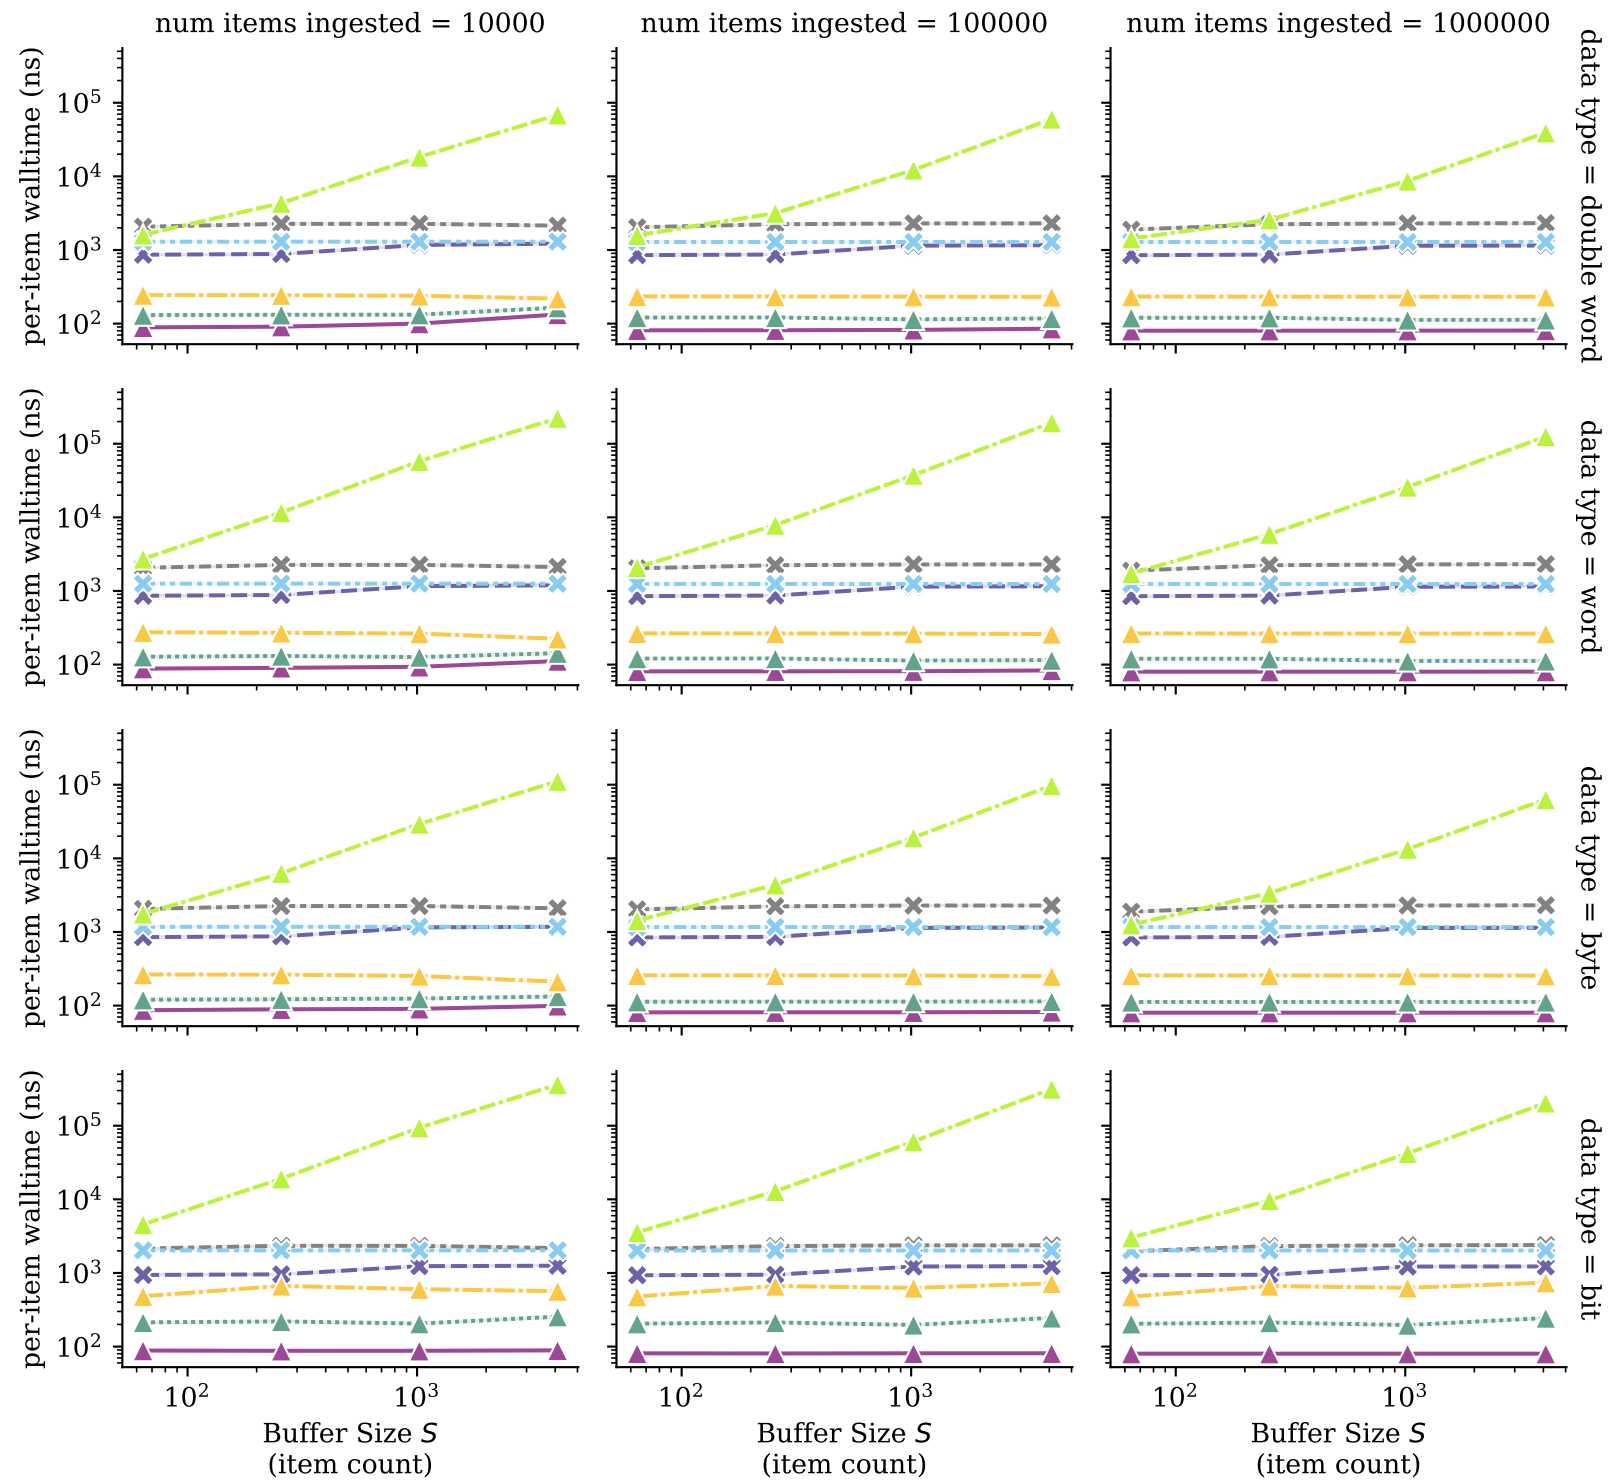 num items ingested = 10000
num items ingested = 100000
num items ingested = 1000000
per-item walltime (ns)
10^5
10^4
10^3
10^2
data type = double word
per-item walltime (ns)
10^5
10^4
10^3
10^2
data type = word
per-item walltime (ns)
10^5
10^4
10^3
10^2
data type = byte
per-item walltime (ns)
10^5
10^4
10^3
10^2
data type = bit
10^2
10^3
10^2
10^3
10^2
10^3
Buffer Size S
(item count)
Buffer Size S
(item count)
Buffer Size S
(item count)